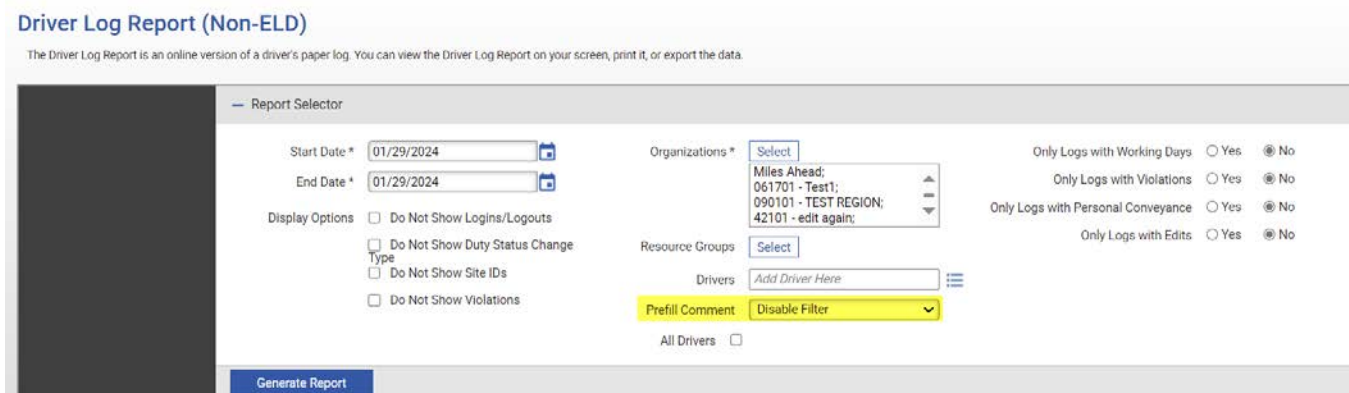 Driver Log Report (Non-ELD)
The Driver Log Report is an online version of a driver's paper log. You can view the Driver Log Report on your screen, print it, or export the data.
— Report Selector
Start Date * 01/29/2024
End Date * 01/29/2024
Display Options
Do Not Show Logins/Logouts
Do Not Show Duty Status Change
Type
Do Not Show Site IDs
Do Not Show Violations
Organizations * Select
Miles Ahead;
061701 - Test1;
090101 - TEST REGION;
42101 - edit again;
Resource Groups Select
Drivers Add Driver Here
Prefill Comment Disable Filter
All Drivers
Only Logs with Working Days Yes No
Only Logs with Violations Yes No
Only Logs with Personal Conveyance Yes No
Only Logs with Edits Yes No
Generate Report